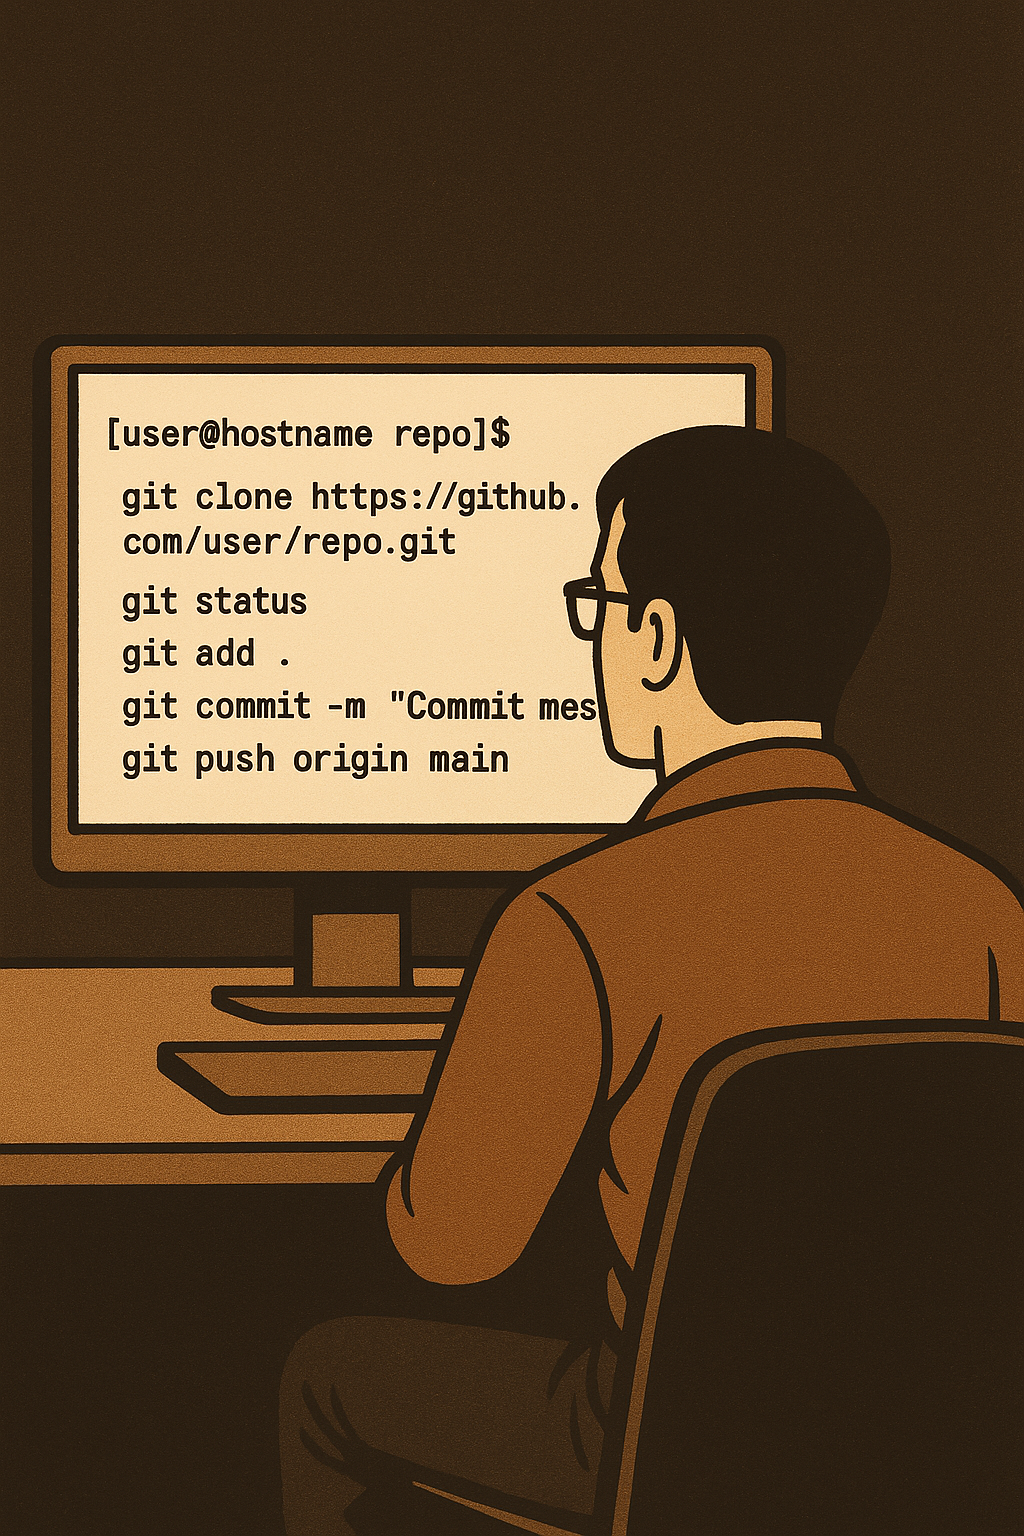 [user@hostname repo]$
git clone https://github.
com/user/repo.git
git status
git add .
git commit -m "Commit mes
git push origin main